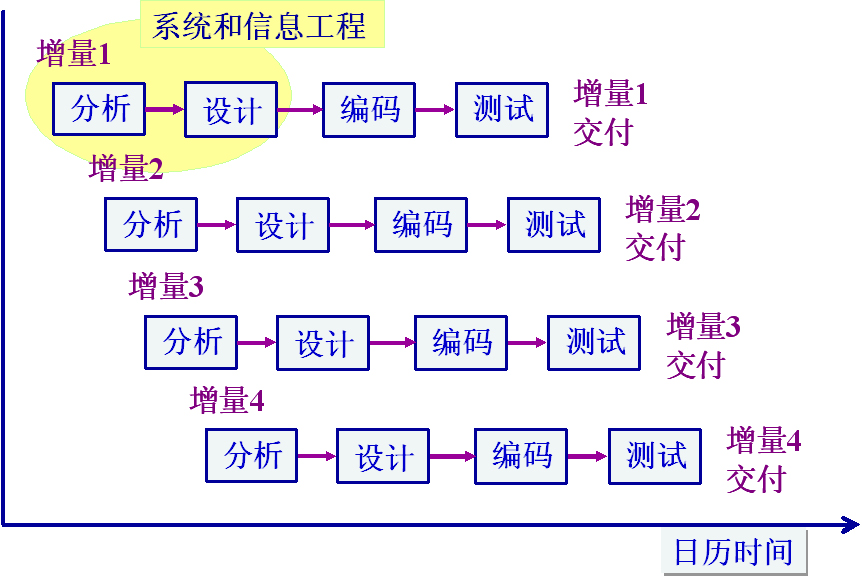 系统和信息工程
增量1
分析
设计
编码
测试
增量1
交付
增量2
分析
设计
编码
测试
增量2
交付
增量3
分析
设计
编码
测试
增量3
交付
增量4
分析
设计
编码
测试
增量4
交付
日历时间